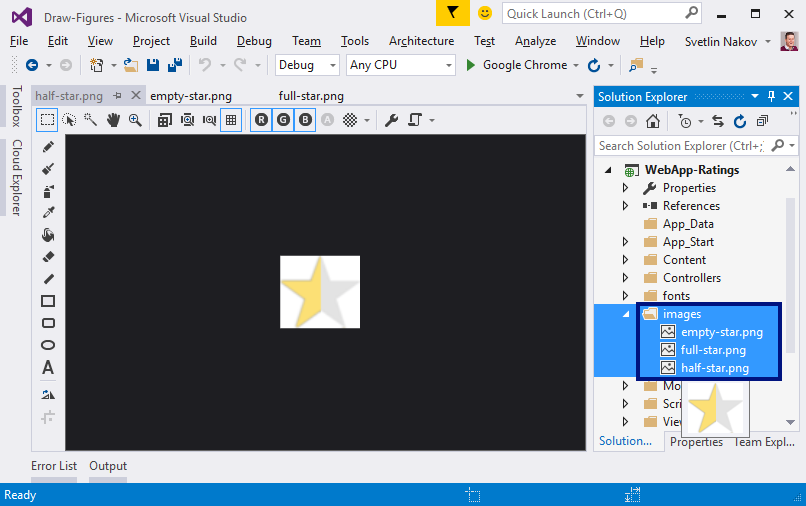 Draw-Figures - Microsoft Visual Studio
Quick Launch (Ctrl+Q)
File Edit View Project Build Debug Team Tools Architecture Test Analyze Window Help Svetlin Nakov
Debug Any CPU Google Chrome
Toolbox
Cloud Explorer
half-star.png empty-star.png full-star.png
R G B A
A
Solution Explorer
Search Solution Explorer (Ctrl+;)
WebApp-Ratings
Properties
References
App_Data
App_Start
Content
Controllers
fonts
images
empty-star.png
full-star.png
half-star.png
Mo
Scri
Vie
Solution... Properties Team Expl...
Error List Output
Ready